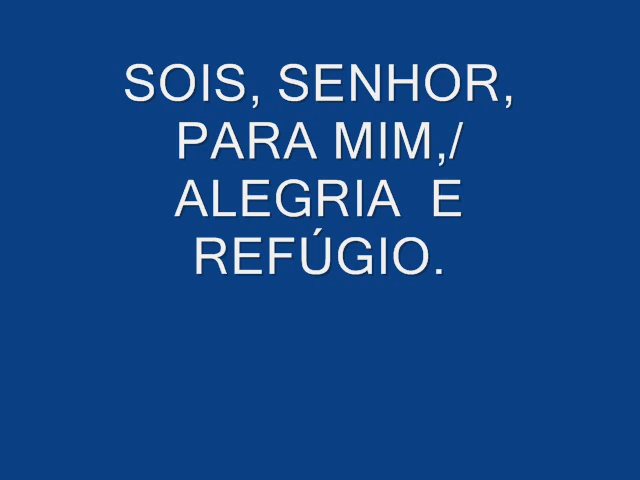 SOIS, SENHOR,
PARA MIM,/
ALEGRIA  E
REFÚGIO.